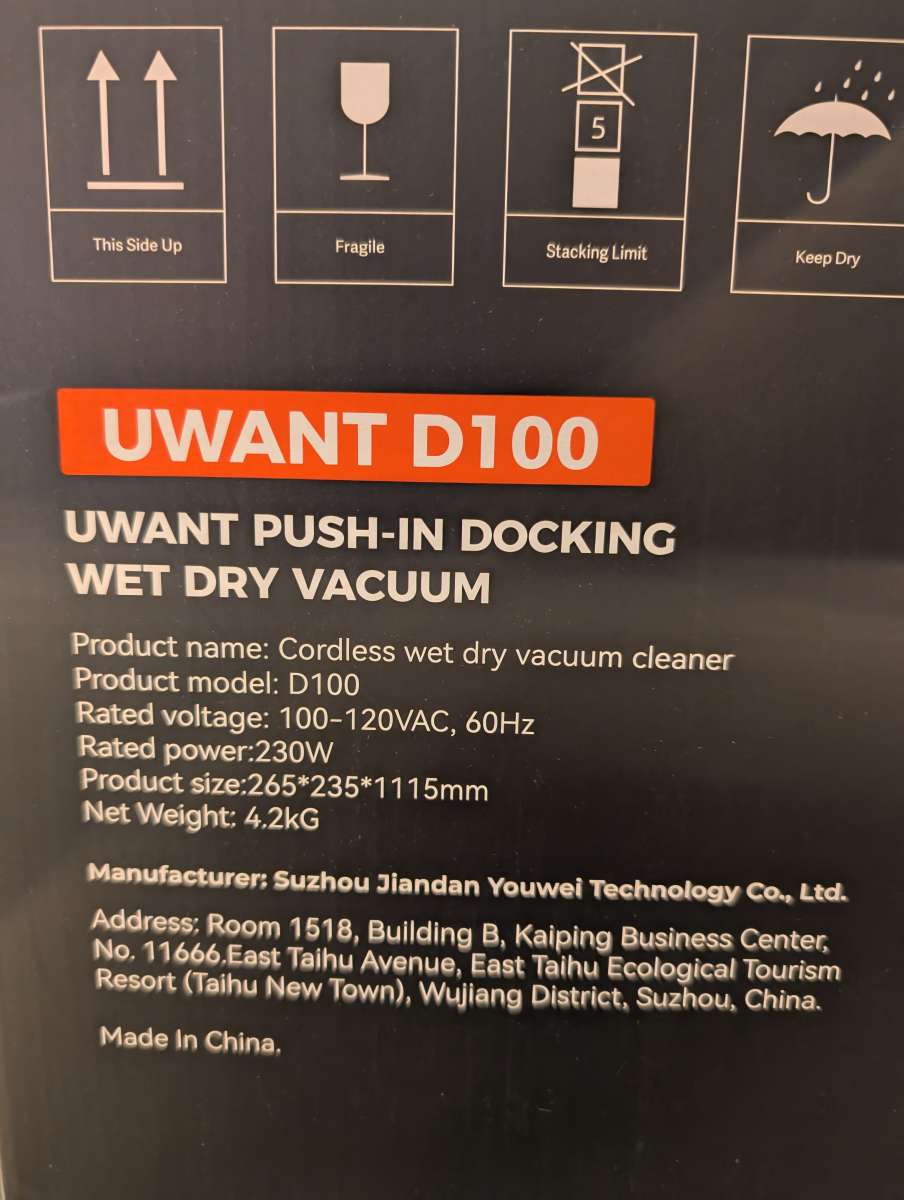 5
This Side Up
Fragile
Stacking Limit
Keep Dry
UWANT D100
UWANT PUSH-IN DOCKING
WET DRY VACUUM
Product name: Cordless wet dry vacuum cleaner
Product model: D100
Rated voltage: 100-120VAC, 60Hz
Rated power:230W
Product size:265*235*1115mm
Net Weight: 4.2kG
Manufacturer: Suzhou Jiandan Youwei Technology Co., Ltd.
Address: Room 1518, Building B, Kaiping Business Center,
No. 11666,East Taihu Avenue, East Taihu Ecological Tourism
Resort (Taihu New Town), Wujiang District, Suzhou, China.
Made In China.